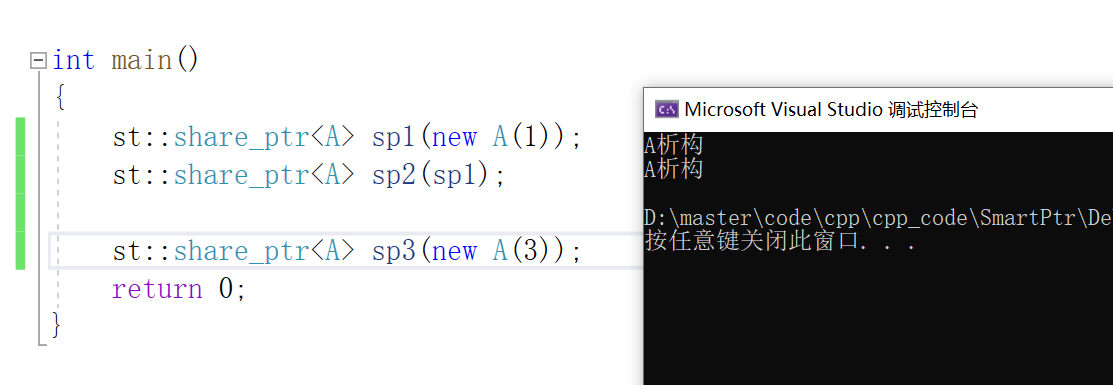 int main()
{
st::share_ptr<A> sp1(new A(1));
st::share_ptr<A> sp2(sp1);
st::share_ptr<A> sp3(new A(3));
return 0;
}
C:\
Microsoft Visual Studio 调试控制台
A析构
A析构
D:\master\code\cpp\cpp_code\SmartPtr\De
按任意键关闭此窗口. . .